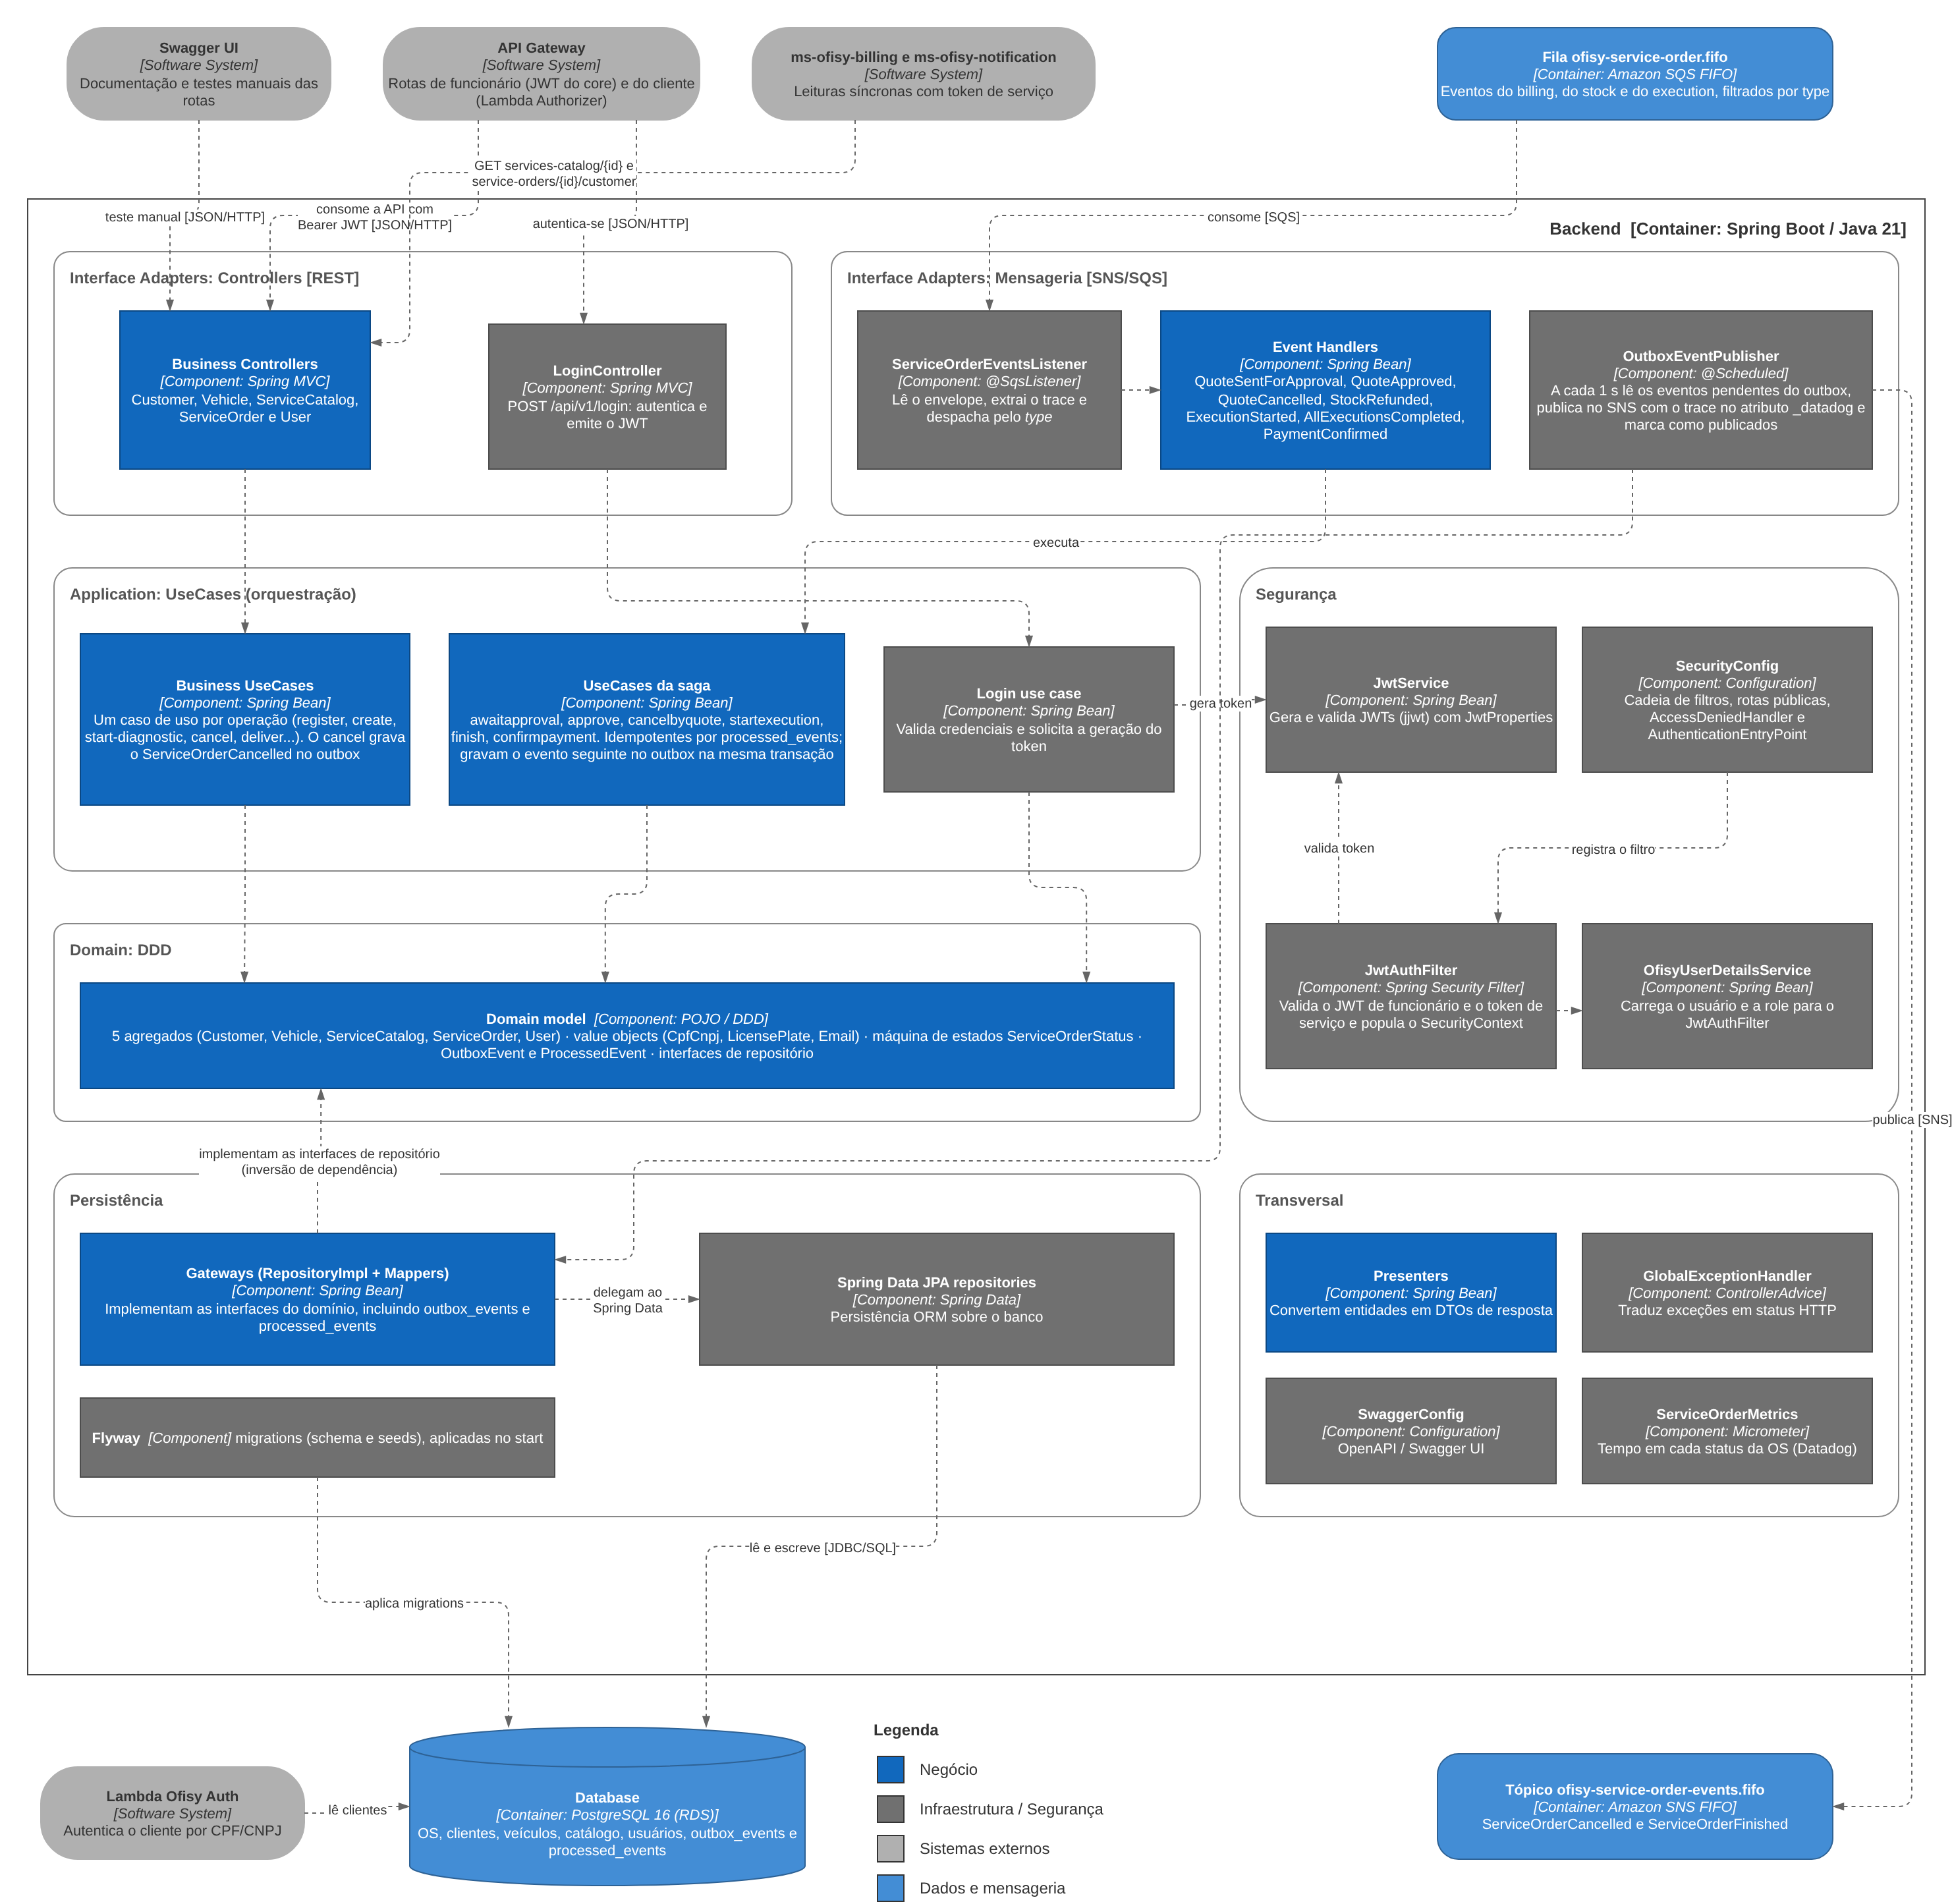 Swagger UI
[Software System]
Documentação e testes manuais das
rotas
API Gateway
[Software System]
Rotas de funcionário (JWT do core) e do cliente
(Lambda Authorizer)
ms-ofisy-billing e ms-ofisy-notification
[Software System]
Leituras síncronas com token de serviço
Fila ofisy-service-order.fifo
[Container: Amazon SQS FIFO]
Eventos do billing, do stock e do execution, filtrados por type
GET services-catalog/{id} e
service-orders/{id}/customer
teste manual [JSON/HTTP]
consome a API com
Bearer JWT [JSON/HTTP]
autentica-se [JSON/HTTP]
consome [SQS]
Backend [Container: Spring Boot / Java 21]
Interface Adapters: Controllers [REST]
Business Controllers
[Component: Spring MVC]
Customer, Vehicle, ServiceCatalog,
ServiceOrder e User
LoginController
[Component: Spring MVC]
POST /api/v1/login: autentica e
emite o JWT
Interface Adapters: Mensageria [SNS/SQS]
ServiceOrderEventsListener
[Component: @SqsListener]
Lê o envelope, extrai o trace e
despacha pelo type
Event Handlers
[Component: Spring Bean]
QuoteSentForApproval, QuoteApproved,
QuoteCancelled, StockRefunded,
ExecutionStarted, AllExecutionsCompleted,
PaymentConfirmed
OutboxEventPublisher
[Component: @Scheduled]
A cada 1 s lê os eventos pendentes do outbox,
publica no SNS com o trace no atributo _datadog e
marca como publicados
executa
Application: UseCases (orquestração)
Business UseCases
[Component: Spring Bean]
Um caso de uso por operação (register, create,
start-diagnostic, cancel, deliver...). O cancel grava
o ServiceOrderCancelled no outbox
UseCases da saga
[Component: Spring Bean]
awaitapproval, approve, cancelbyquote, startexecution,
finish, confirmpayment. Idempotentes por processed_events;
gravam o evento seguinte no outbox na mesma transação
Login use case
[Component: Spring Bean]
Valida credenciais e solicita a geração do
token
gera token
Segurança
JwtService
[Component: Spring Bean]
Gera e valida JWTs (jjwt) com JwtProperties
SecurityConfig
[Component: Configuration]
Cadeia de filtros, rotas públicas,
AccessDeniedHandler e
AuthenticationEntryPoint
valida token
registra o filtro
JwtAuthFilter
[Component: Spring Security Filter]
Valida o JWT de funcionário e o token de
serviço e popula o SecurityContext
OfisyUserDetailsService
[Component: Spring Bean]
Carrega o usuário e a role para o
JwtAuthFilter
Domain: DDD
Domain model [Component: POJO / DDD]
5 agregados (Customer, Vehicle, ServiceCatalog, ServiceOrder, User) · value objects (CpfCnpj, LicensePlate, Email) · máquina de estados ServiceOrderStatus ·
OutboxEvent e ProcessedEvent · interfaces de repositório
publica [SNS]
implementam as interfaces de repositório
(inversão de dependência)
Persistência
Gateways (RepositoryImpl + Mappers)
[Component: Spring Bean]
Implementam as interfaces do domínio, incluindo outbox_events e
processed_events
delegam ao
Spring Data
Spring Data JPA repositories
[Component: Spring Data]
Persistência ORM sobre o banco
Flyway [Component] migrations (schema e seeds), aplicadas no start
Transversal
Presenters
[Component: Spring Bean]
Convertem entidades em DTOs de resposta
GlobalExceptionHandler
[Component: ControllerAdvice]
Traduz exceções em status HTTP
SwaggerConfig
[Component: Configuration]
OpenAPI / Swagger UI
ServiceOrderMetrics
[Component: Micrometer]
Tempo em cada status da OS (Datadog)
lê e escreve [JDBC/SQL]
aplica migrations
Lambda Ofisy Auth
[Software System]
Autentica o cliente por CPF/CNPJ
lê clientes
Database
[Container: PostgreSQL 16 (RDS)]
OS, clientes, veículos, catálogo, usuários, outbox_events e
processed_events
Legenda
Negócio
Infraestrutura / Segurança
Sistemas externos
Dados e mensageria
Tópico ofisy-service-order-events.fifo
[Container: Amazon SNS FIFO]
ServiceOrderCancelled e ServiceOrderFinished